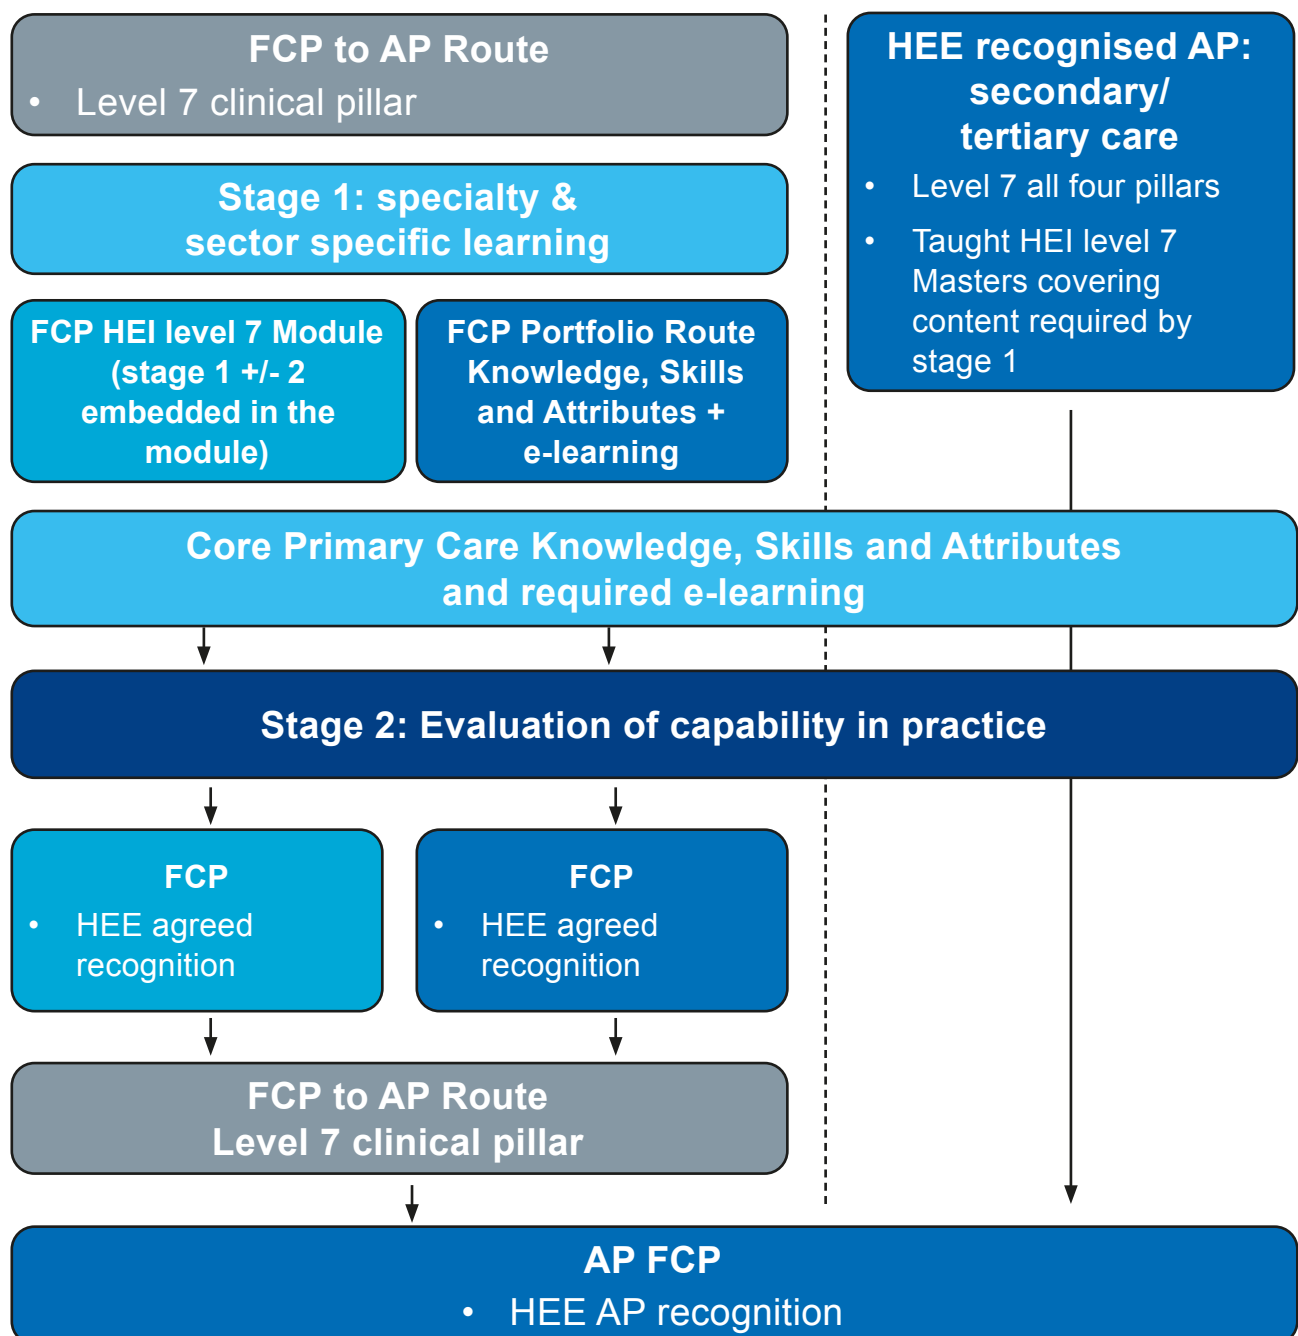 FCP to AP Route
• Level 7 clinical pillar
HEE recognised AP:
secondary/
tertiary care
• Level 7 all four pillars
• Taught HEI level 7
Masters covering
content required by
stage 1
Stage 1: specialty &
sector specific learning
FCP HEI level 7 Module
(stage 1 +/- 2
embedded in the
module)
FCP Portfolio Route
Knowledge, Skills
and Attributes +
e-learning
Core Primary Care Knowledge, Skills and Attributes
and required e-learning
Stage 2: Evaluation of capability in practice
FCP
• HEE agreed
recognition
FCP
• HEE agreed
recognition
FCP to AP Route
Level 7 clinical pillar
AP FCP
• HEE AP recognition